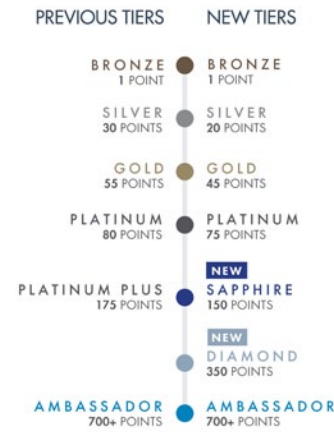 PREVIOUS TIERS NEW TIERS
BRONZE BRONZE
1 POINT 1 POINT
SILVER SILVER
30 POINTS 20 POINTS
GOLD GOLD
55 POINTS 45 POINTS
PLATINUM PLATINUM
80 POINTS 75 POINTS
NEW
PLATINUM PLUS SAPPHIRE
175 POINTS 150 POINTS
NEW
DIAMOND
350 POINTS
AMBASSADOR AMBASSADOR
700+ POINTS 700+ POINTS